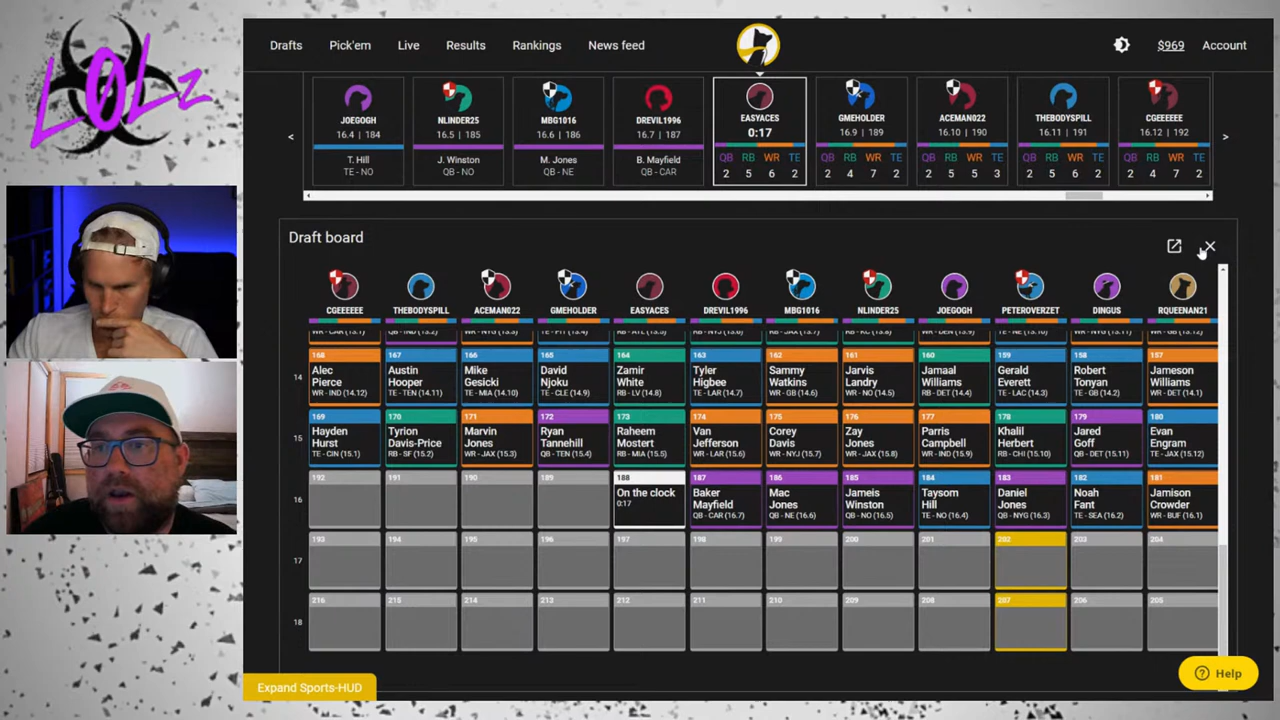 L0Lz
Drafts Pick'em Live Results Rankings News feed $969 Account
JOEGOGH NLINDER25 MBG1016 DREVIL1996 EASYACES GMEHOLDER ACEMAN022 THEBODYSPILL CGEEEEEE
16.4 | 184 16.5 | 185 16.6 | 186 16.7 | 187 0:17 16.9 | 189 16.10 | 190 16.11 | 191 16.12 | 192
T. Hill J. Winston M. Jones B. Mayfield QB RB WR TE QB RB WR TE QB RB WR TE QB RB WR TE QB RB WR TE
TE - NO QB - NO QB - NE QB - CAR 2 5 6 2 2 4 7 2 2 5 5 3 2 5 6 2 2 4 7 2
Draft board
CGEEEEEE THEBODYSPILL ACEMAN022 GMEHOLDER EASYACES DREVIL1996 MBG1016 NLINDER25 JOEGOGH PETEROVERZET DINGUS RQUEENAN21
168 167 166 165 164 163 162 161 160 159 158 157
14
Alec Austin Mike David Zamir Tyler Sammy Jarvis Jamaal Gerald Robert Jameson
Pierce Hooper Gesicki Njoku White Higbee Watkins Landry Williams Everett Tonyan Williams
WR - IND (14.12) TE - TEN (14.11) TE - MIA (14.10) TE - CLE (14.9) RB - LV (14.8) TE - LAR (14.7) WR - GB (14.6) WR - NO (14.5) RB - DET (14.4) TE - LAC (14.3) TE - GB (14.2) WR - DET (14.1)
169 170 171 172 173 174 175 176 177 178 179 180
15
Hayden Tyrion Marvin Ryan Raheem Van Corey Zay Parris Khalil Jared Evan
Hurst Davis-Price Jones Tannehill Mostert Jefferson Davis Jones Campbell Herbert Goff Engram
TE - CIN (15.1) RB - SF (15.2) WR - JAX (15.3) QB - TEN (15.4) RB - MIA (15.5) WR - LAR (15.6) WR - NYJ (15.7) WR - JAX (15.8) WR - IND (15.9) RB - CHI (15.10) QB - DET (15.11) TE - JAX (15.12)
192 191 190 189 188 187 186 185 184 183 182 181
16
On the clock Baker Mac Jameis Taysom Daniel Noah Jamison
0:17 Mayfield Jones Winston Hill Jones Fant Crowder
QB - CAR (16.7) QB - NE (16.6) QB - NO (16.5) TE - NO (16.4) QB - NYG (16.3) TE - SEA (16.2) WR - BUF (16.1)
193 194 195 196 197 198 199 200 201 202 203 204
17
216 215 214 213 212 211 210 209 208 207 206 205
18
Expand Sports-HUD
Help